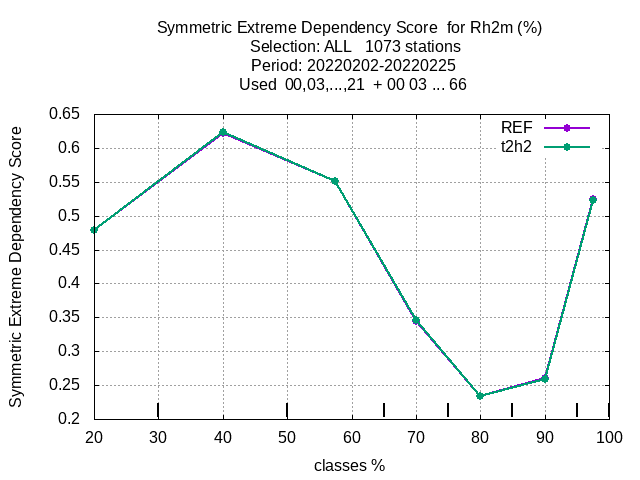 Symmetric Extreme Dependency Score  for Rh2m (%)
Selection: ALL   1073 stations
Period: 20220202-20220225
Used  00,03,...,21  + 00 03 ... 66
Symmetric Extreme Dependency Score
0.65
0.6
0.55
0.5
0.45
0.4
0.35
0.3
0.25
0.2
REF
t2h2
20 30 40 50 60 70 80 90 100
classes %